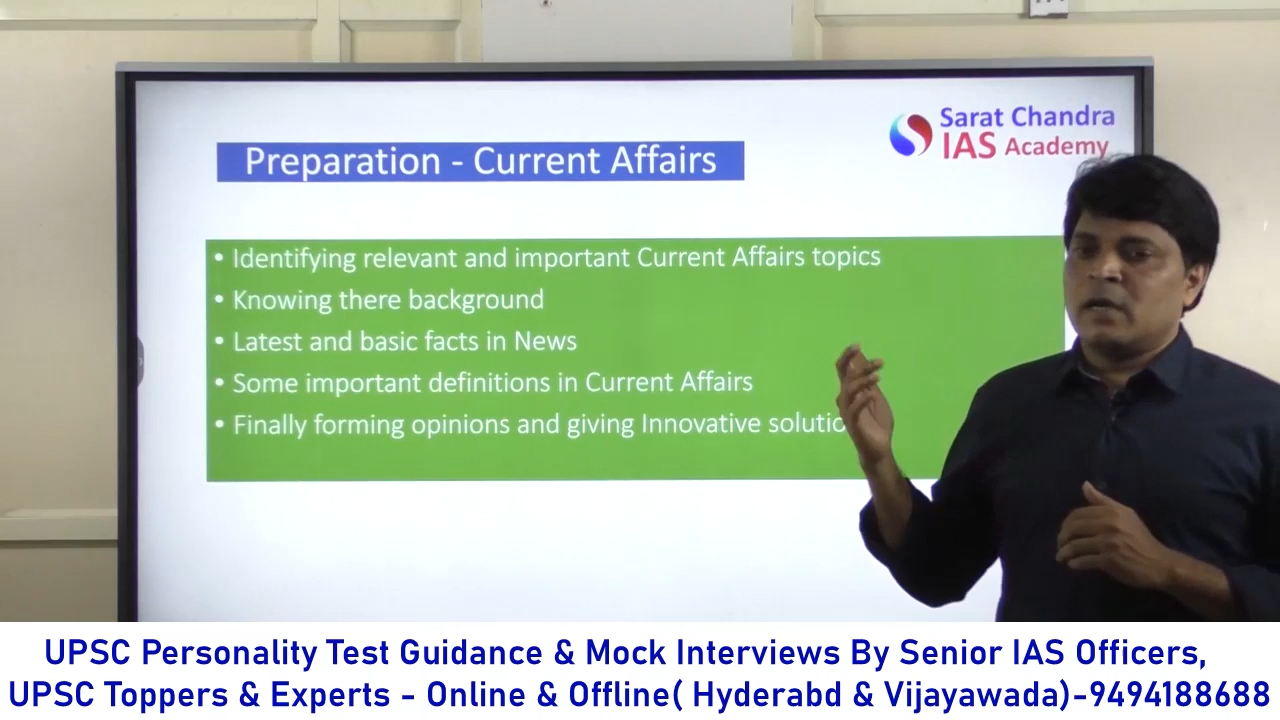 Sarat Chandra
IAS Academy
Preparation - Current Affairs
• Identifying relevant and important Current Affairs topics
• Knowing there background
• Latest and basic facts in News
• Some important definitions in Current Affairs
• Finally forming opinions and giving Innovative
UPSC Personality Test Guidance & Mock Interviews By Senior IAS Officers,
UPSC Toppers & Experts - Online & Offline( Hyderabd & Vijayawada)-9494188688